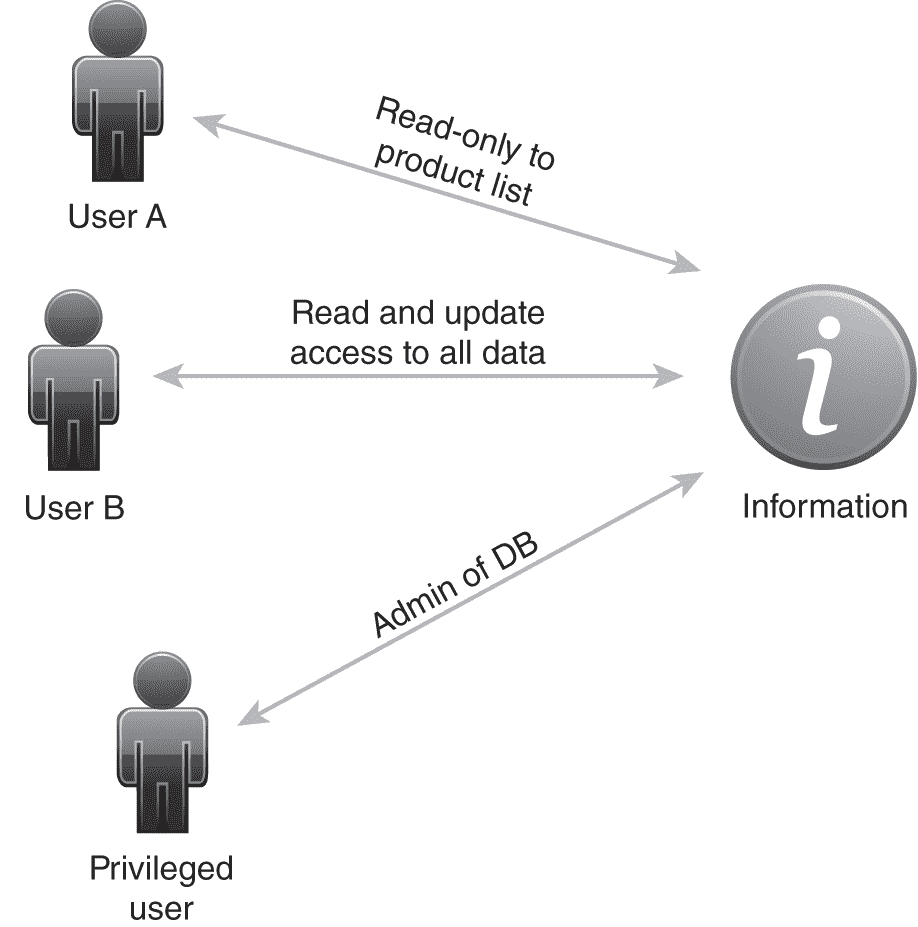 Read-only to
product list
User A
Read and update
access to all data
User B
i
Information
Admin of DB
Privileged
user